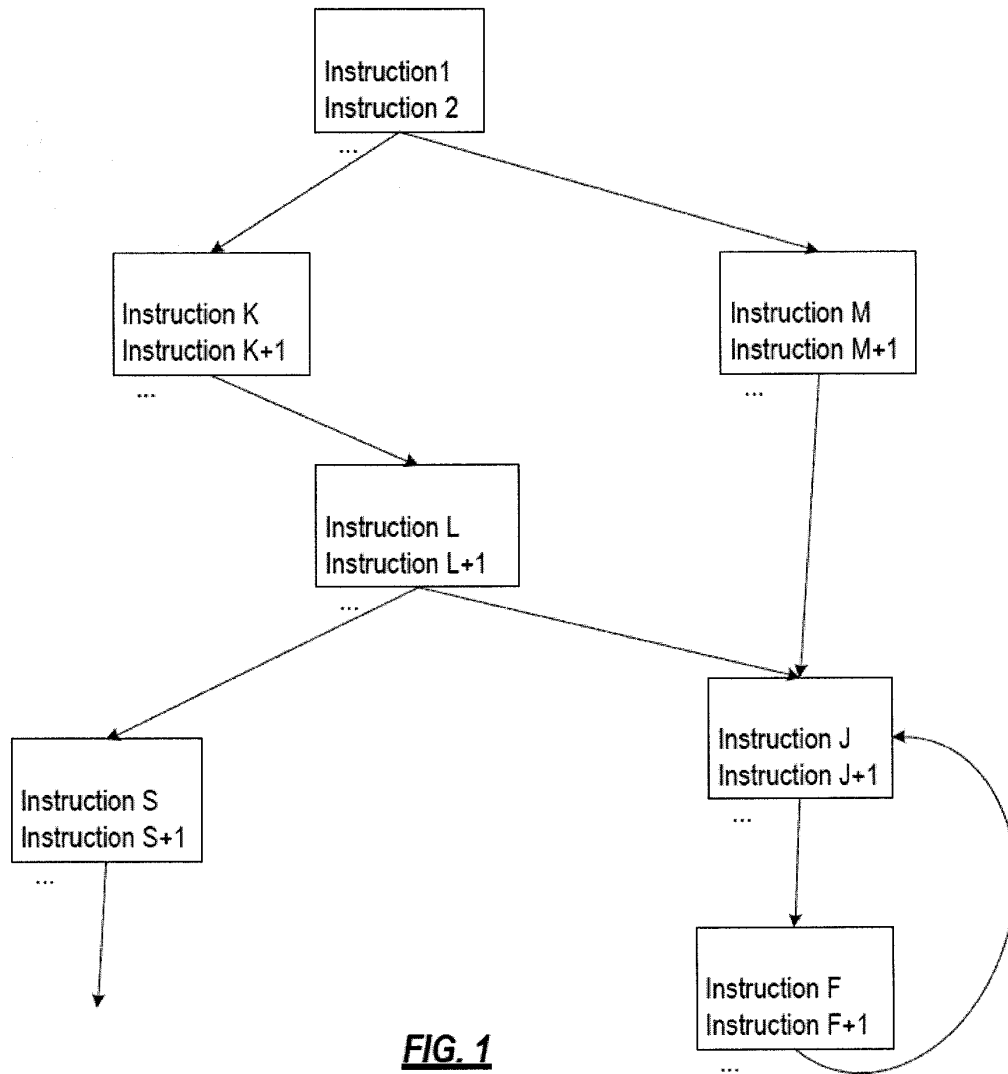 Instruction1
Instruction 2
...
Instruction K
Instruction K+1
...
Instruction M
Instruction M+1
...
Instruction L
Instruction L+1
...
Instruction J
Instruction J+1
...
Instruction S
Instruction S+1
...
Instruction F
Instruction F+1
...
FIG. 1